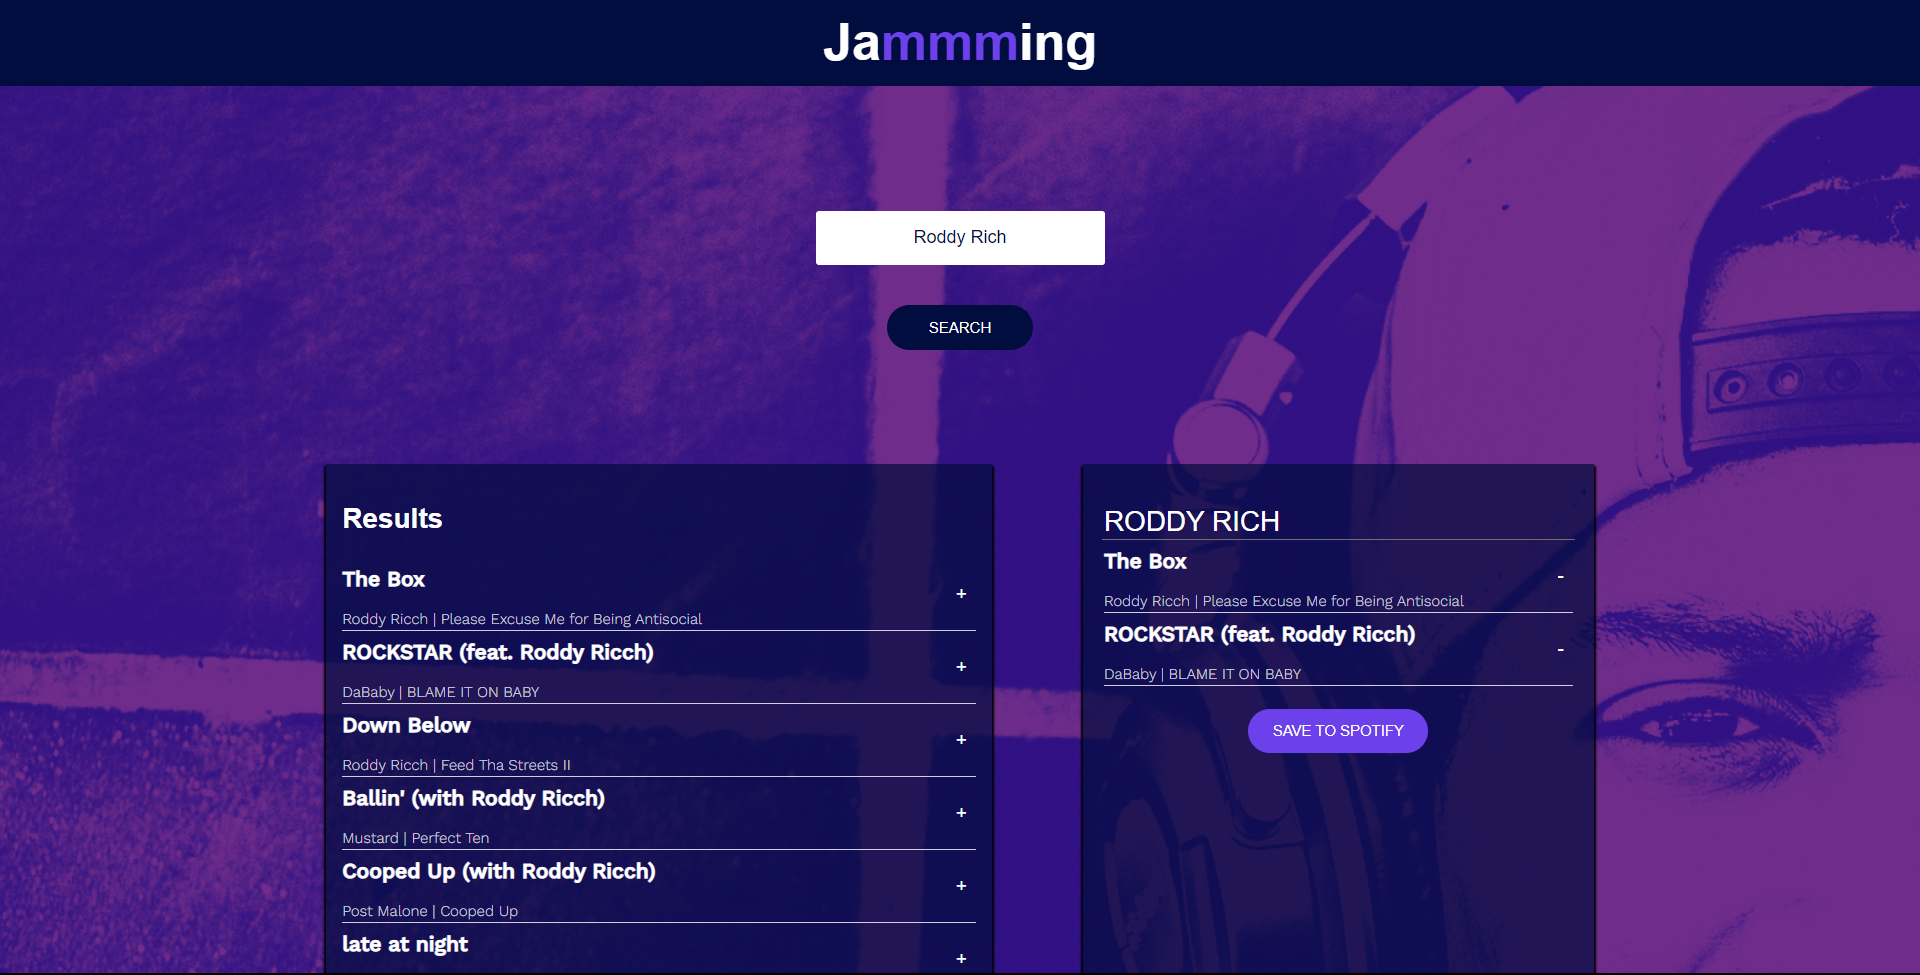 Jammming
Roddy Rich
SEARCH
Results
The Box
+
Roddy Ricch | Please Excuse Me for Being Antisocial
ROCKSTAR (feat. Roddy Ricch)
+
DaBaby | BLAME IT ON BABY
Down Below
+
Roddy Ricch | Feed Tha Streets II
Ballin' (with Roddy Ricch)
+
Mustard | Perfect Ten
Cooped Up (with Roddy Ricch)
+
Post Malone | Cooped Up
late at night
+
RODDY RICH
The Box
-
Roddy Ricch | Please Excuse Me for Being Antisocial
ROCKSTAR (feat. Roddy Ricch)
-
DaBaby | BLAME IT ON BABY
SAVE TO SPOTIFY